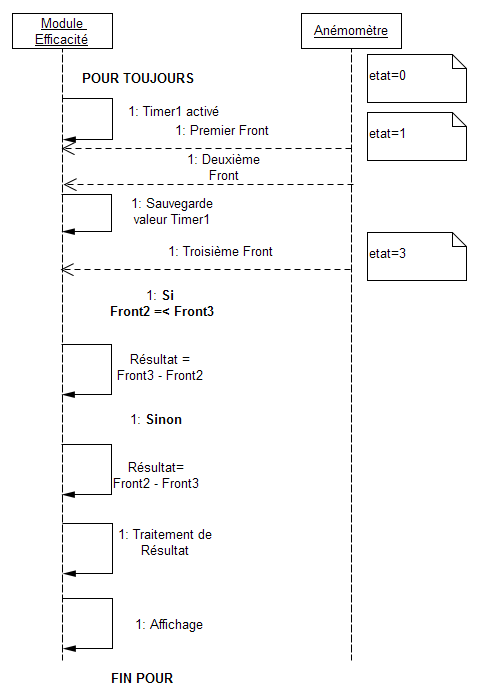 Module
Efficacité
Anémomètre
POUR TOUJOURS
etat=0
1: Timer1 activé
1: Premier Front
etat=1
1: Deuxième
Front
1: Sauvegarde
valeur Timer1
1: Troisième Front
etat=3
1: Si
Front2 =< Front3
Résultat =
Front3 - Front2
1: Sinon
Résultat=
Front2 - Front3
1: Traitement de
Résultat
1: Affichage
FIN POUR